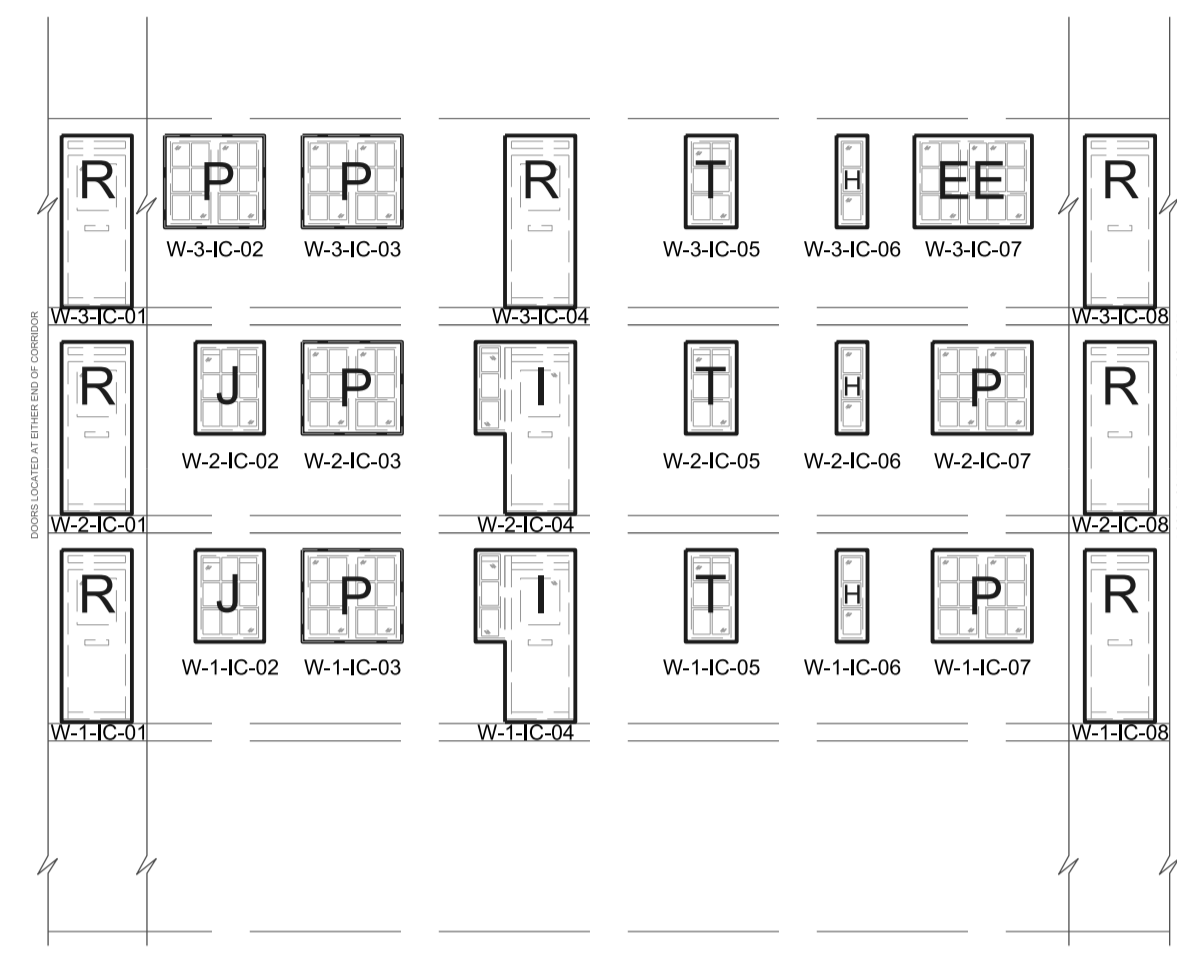 R P P R T H EE R
W-3-IC-02 W-3-IC-03 W-3-IC-05 W-3-IC-06 W-3-IC-07
W-3-IC-01 W-3-IC-04 W-3-IC-08
DOORS LOCATED AT EITHER END OF CORRIDOR
R J P I T H P R
W-2-IC-02 W-2-IC-03 W-2-IC-05 W-2-IC-06 W-2-IC-07
W-2-IC-01 W-2-IC-04 W-2-IC-08
R J P I T H P R
W-1-IC-02 W-1-IC-03 W-1-IC-05 W-1-IC-06 W-1-IC-07
W-1-IC-01 W-1-IC-04 W-1-IC-08